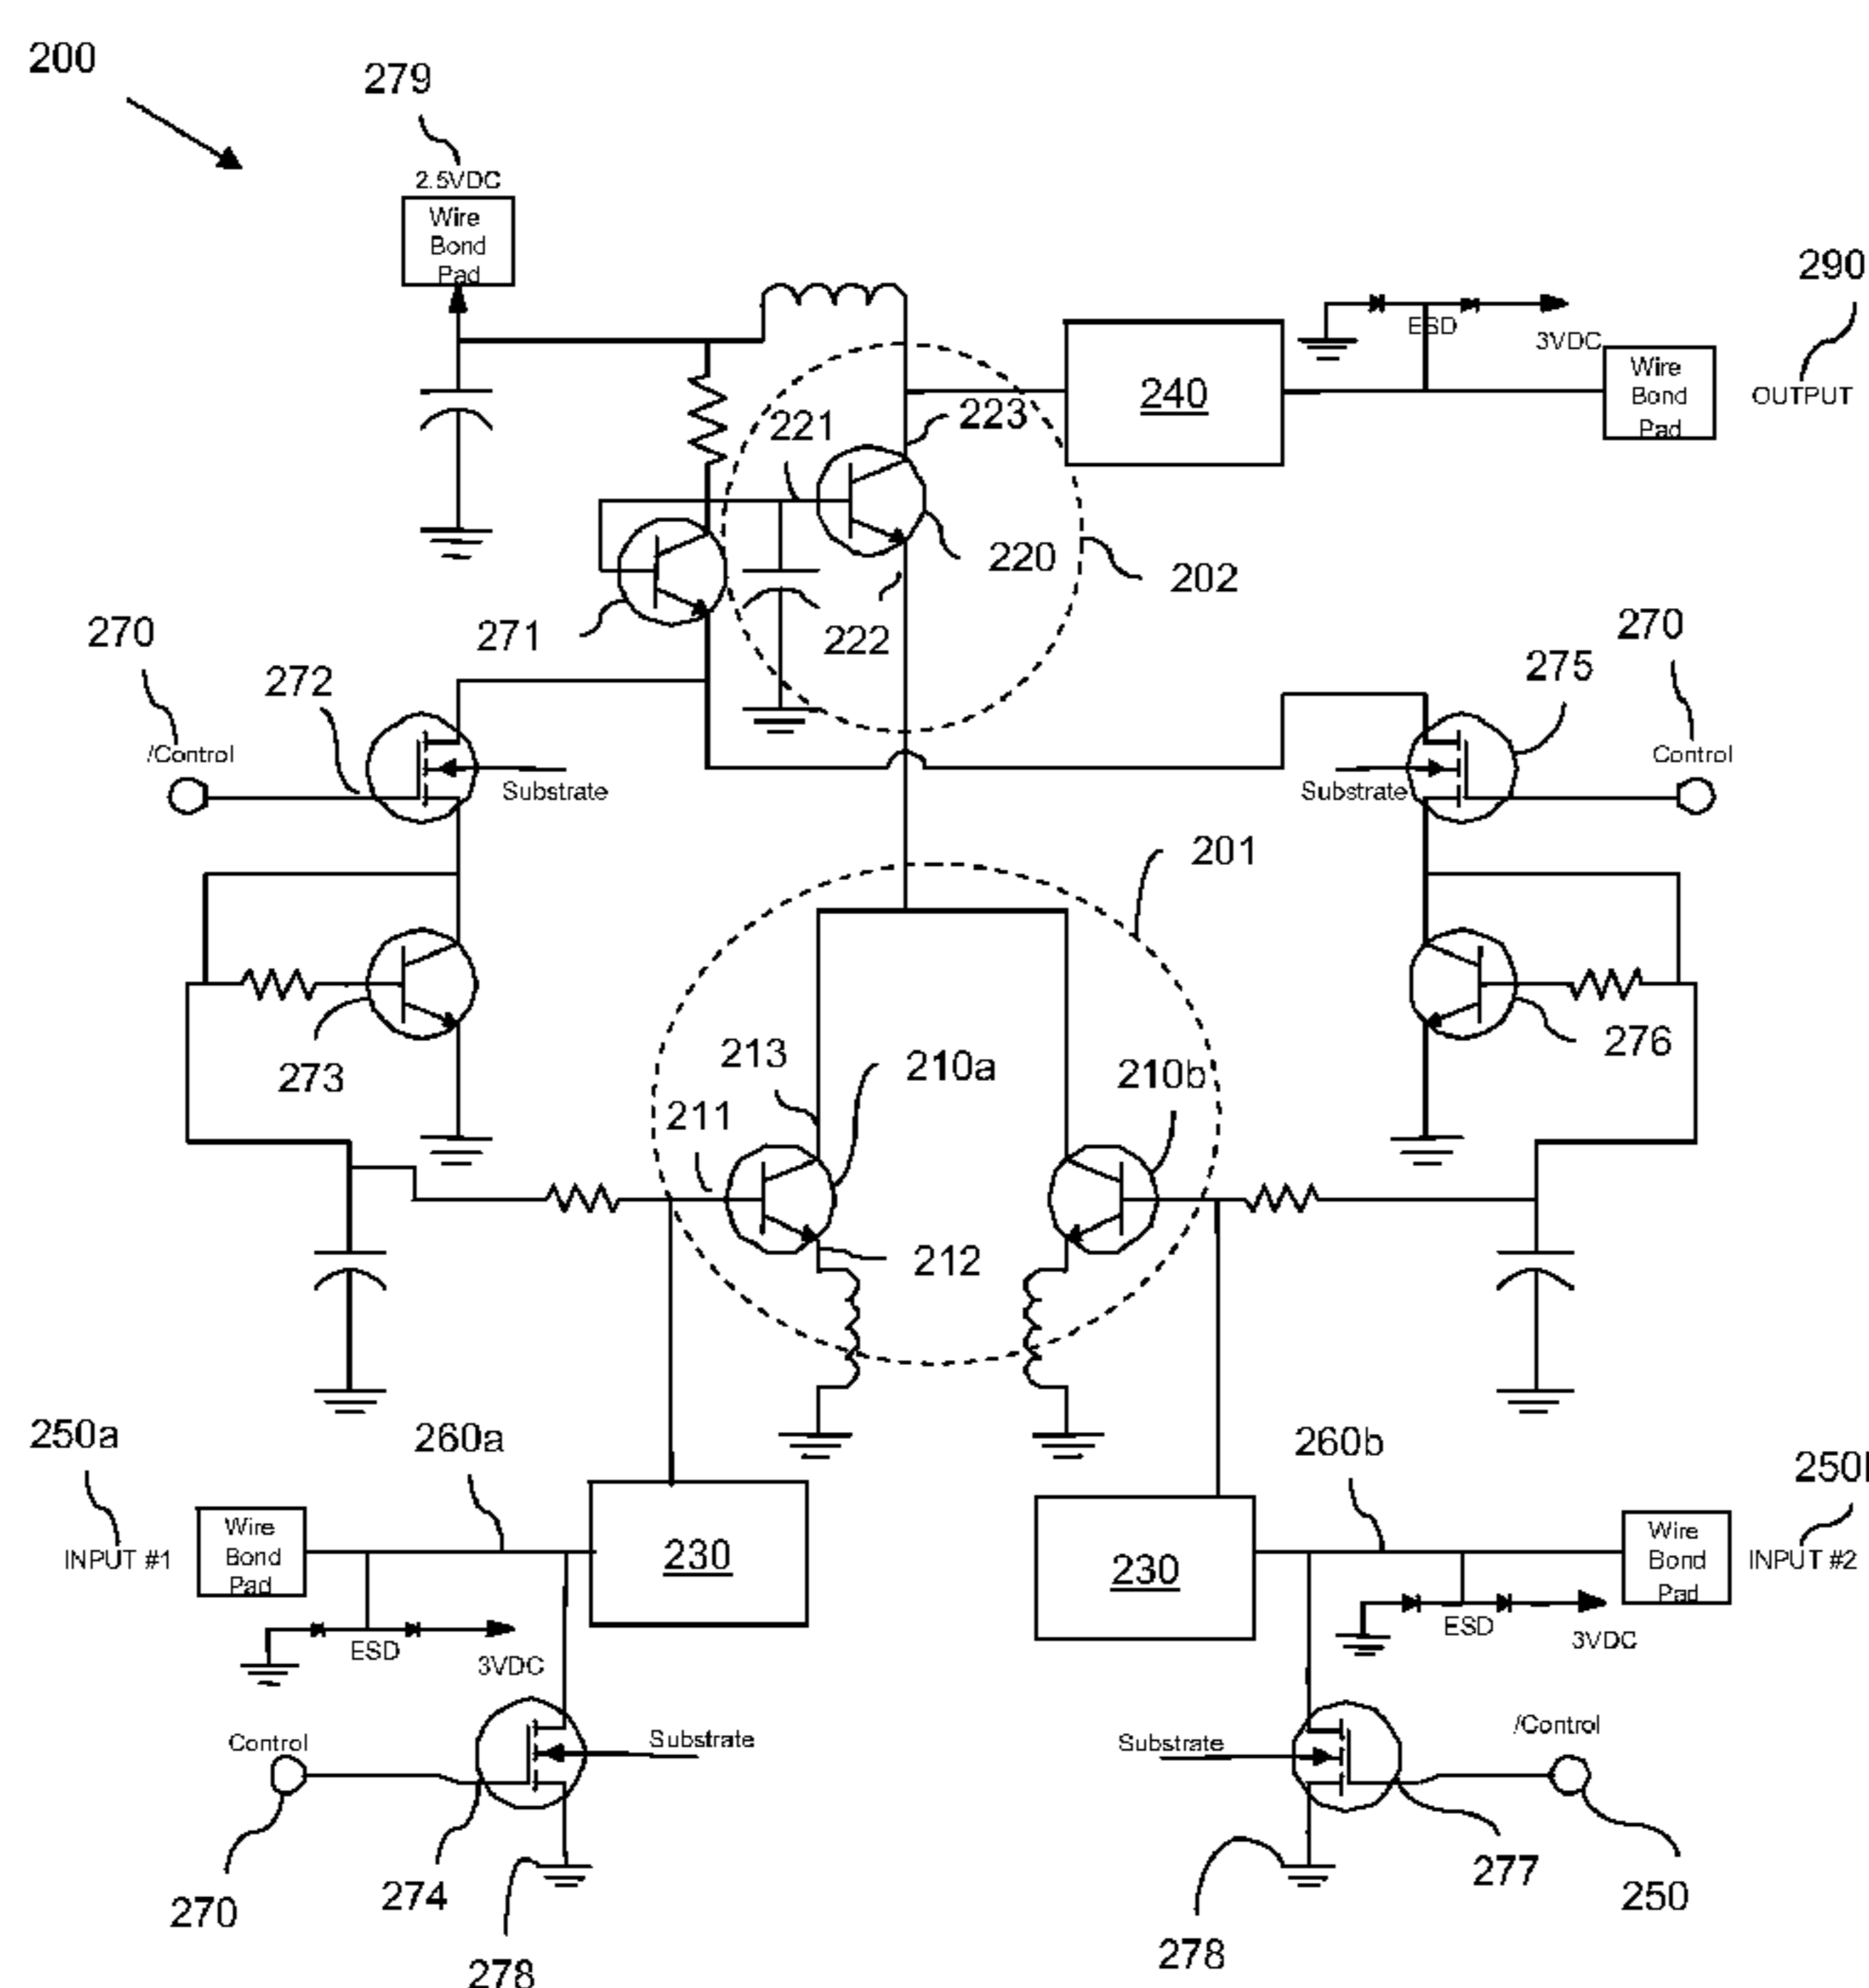 200
279
2.5VDC
Wire
Bond
Pad
290
ESD
3VDC
Wire
Bond
Pad
OUTPUT
240
223
221
220
202
271
222
270
/Control
272
Substrate
275
270
Control
Substrate
201
273
276
213
210a
210b
211
212
250a
INPUT #1
Wire
Bond
Pad
260a
230
ESD
3VDC
260b
230
Wire
Bond
Pad
INPUT #2
ESD
3VDC
Control
Substrate
270
274
278
Substrate
/Control
277
250
278